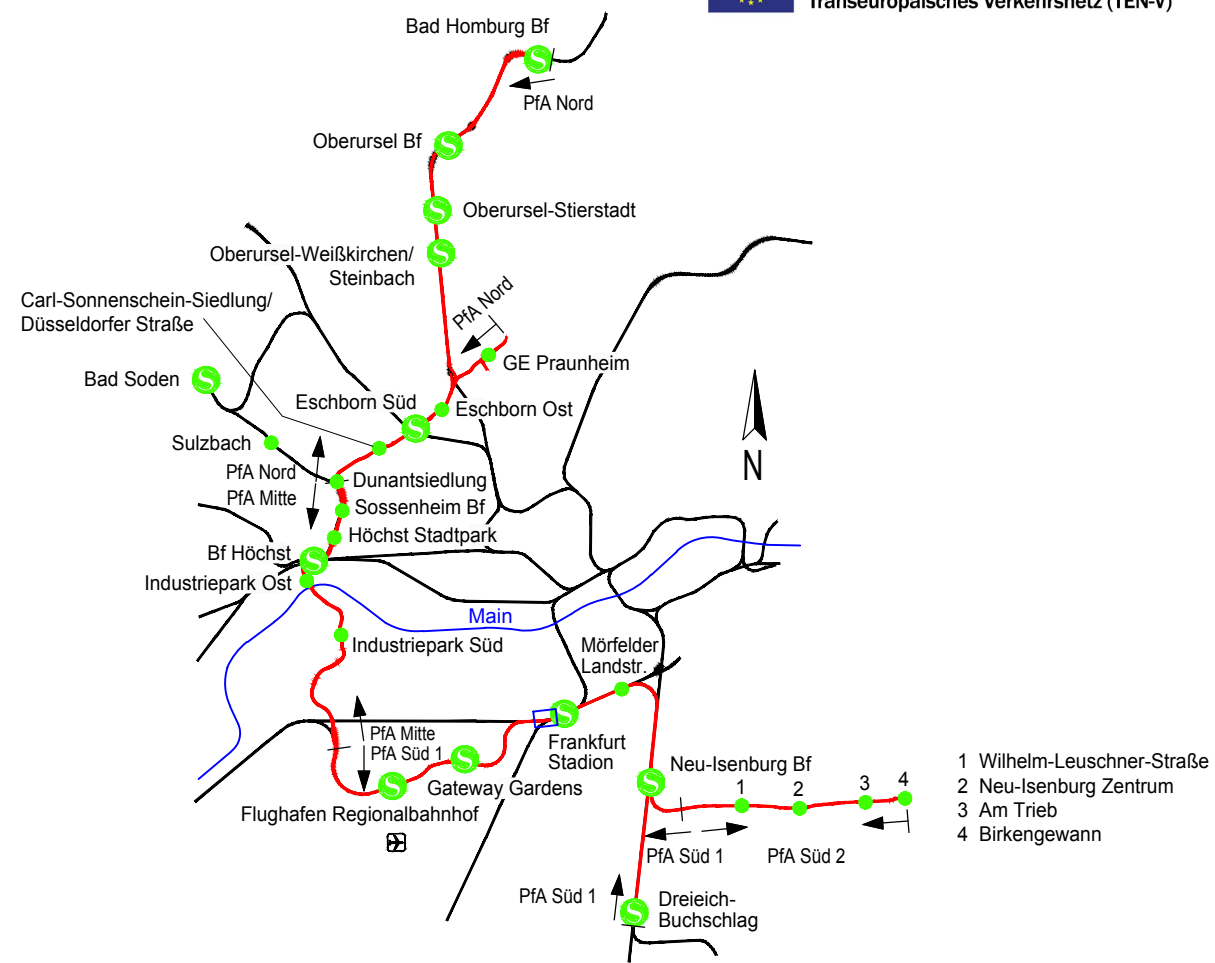 Transeuropäisches Verkehrsnetz (TEN-V)
Bad Homburg Bf
PfA Nord
Oberursel Bf
Oberursel-Stierstadt
Oberursel-Weißkirchen/
Steinbach
Carl-Sonnenschein-Siedlung/
Düsseldorfer Straße
PfA Nord
GE Praunheim
Bad Soden
Eschborn Süd
Eschborn Ost
Sulzbach
PfA Nord
PfA Mitte
Dunantsiedlung
Sossenheim Bf
Höchst Stadtpark
Bf Höchst
Industriepark Ost
N
Main
Industriepark Süd
Mörfelder
Landstr.
PfA Mitte
PfA Süd 1
Frankfurt
Stadion
Gateway Gardens
Flughafen Regionalbahnhof
Neu-Isenburg Bf
1 2 3 4
PfA Süd 1
PfA Süd 2
1 Wilhelm-Leuschner-Straße
2 Neu-Isenburg Zentrum
3 Am Trieb
4 Birkengewann
PfA Süd 1
Dreieich-
Buchschlag